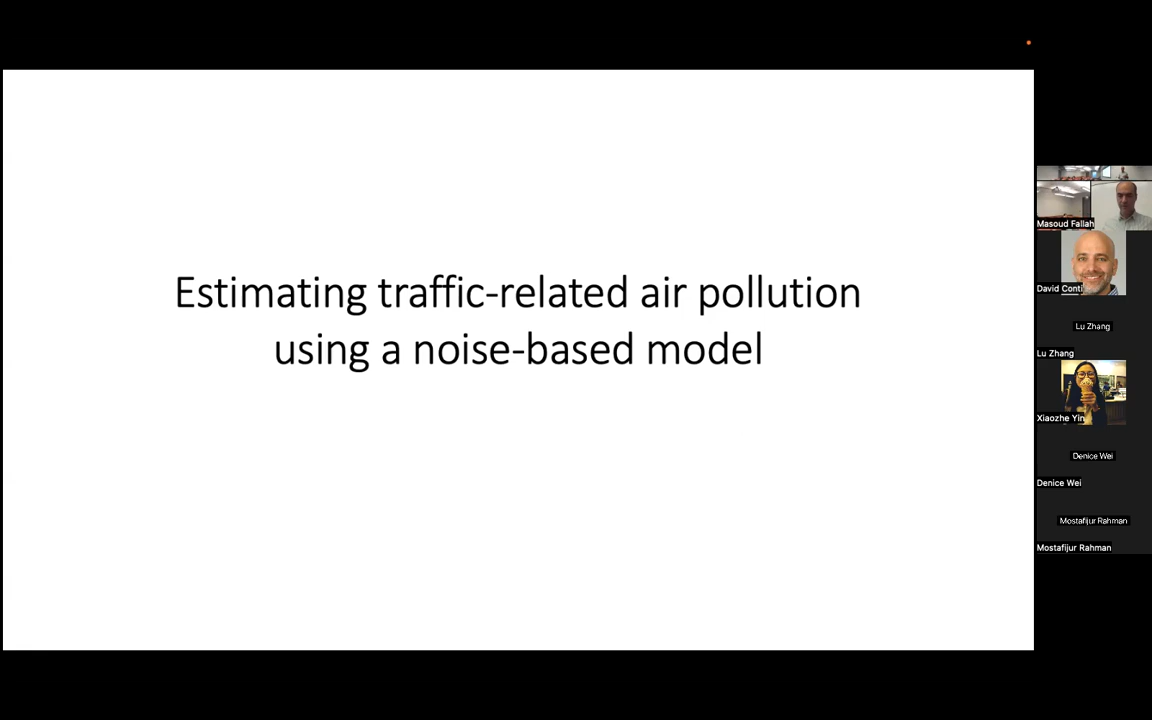 Estimating traffic-related air pollution
using a noise-based model
Masoud Fallah
David Conti
Lu Zhang
Lu Zhang
Xiaozhe Yin
Denice Wei
Denice Wei
Mostafijur Rahman
Mostafijur Rahman